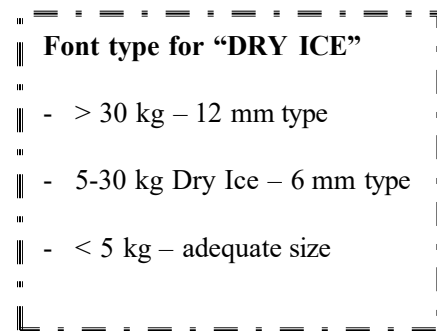 Font type for “DRY ICE”
- > 30 kg – 12 mm type
- 5-30 kg Dry Ice – 6 mm type
- < 5 kg – adequate size